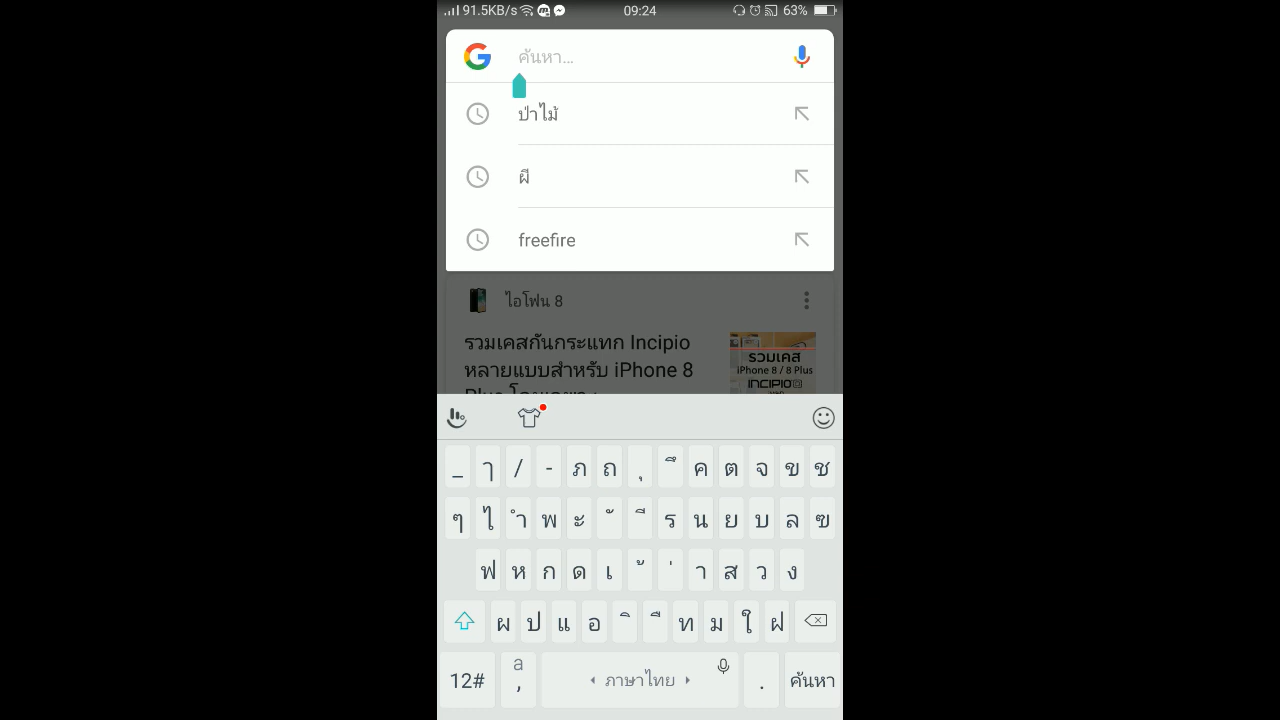 91.5KB/s 09:24 63%
ค้นหา...
ป่าไม้
ผี
freefire
ไอโฟน 8
รวมเคสกันกระแทก Incipio
หลายแบบสำหรับ iPhone 8
รวมเคส
iPhone 8 / 8 Plus
INCIPIO
_ ๅ / - ภ ถ ุ ึ ค ต จ ข ช
ๆ ไ ำ พ ะ ั ี ร น ย บ ล ฃ
ฟ ห ก ด เ ้ ่ า ส ว ง
ผ ป แ อ ิ ื ท ม ใ ฝ
12# a , ภาษาไทย . ค้นหา